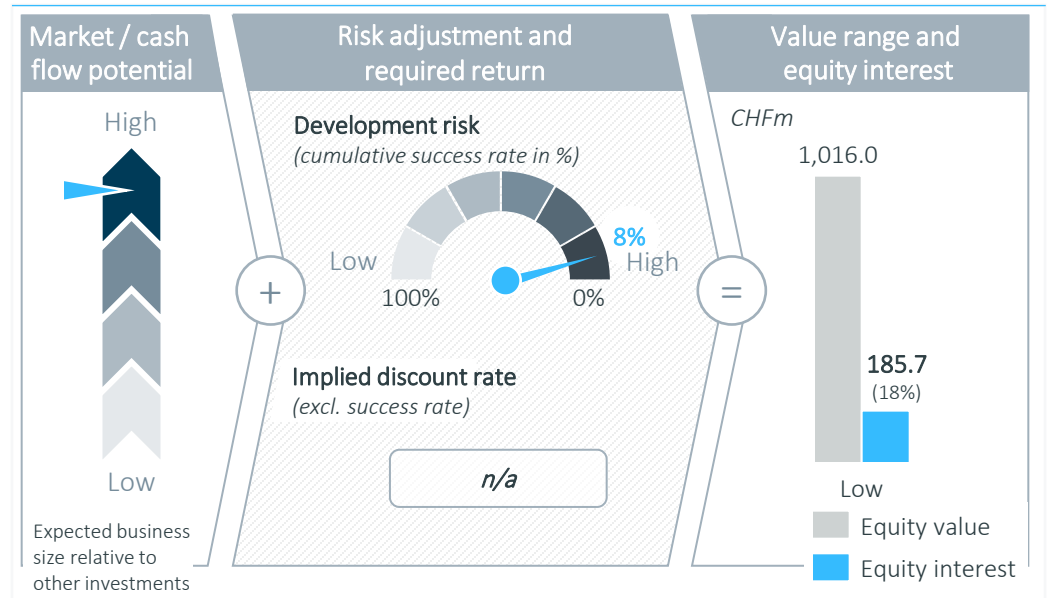 Market / cash
flow potential
High
Low
Expected business
size relative to
other investments
+
Risk adjustment and
required return
Development risk
(cumulative success rate in %)
8%
Low
High
100%
0%
Implied discount rate
(excl. success rate)
n/a
=
Value range and
equity interest
CHFm
1,016.0
185.7
(18%)
Low
Equity value
Equity interest